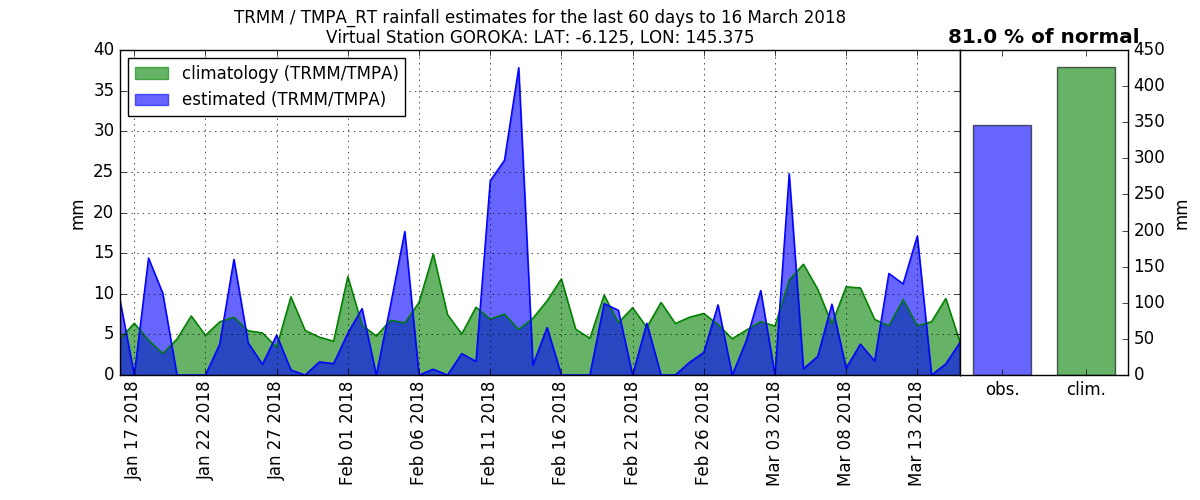 TRMM / TMPA_RT rainfall estimates for the last 60 days to 16 March 2018
Virtual Station GOROKA: LAT: -6.125, LON: 145.375
81.0 % of normal
climatology (TRMM/TMPA)
estimated (TRMM/TMPA)
mm
40
35
30
25
20
15
10
5
0
Jan 17 2018
Jan 22 2018
Jan 27 2018
Feb 01 2018
Feb 06 2018
Feb 11 2018
Feb 16 2018
Feb 21 2018
Feb 26 2018
Mar 03 2018
Mar 08 2018
Mar 13 2018
obs.
clim.
450
400
350
300
250
200
150
100
50
0
mm